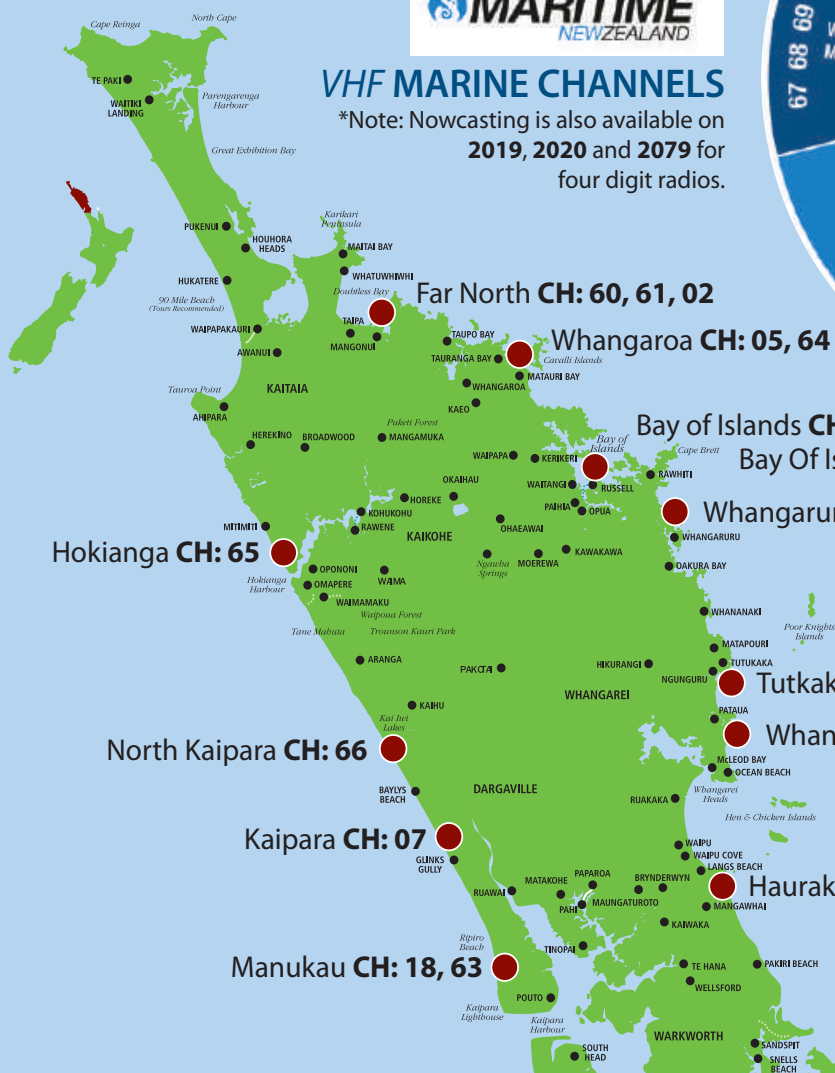 MARITIME
NEWZEALAND
67 68 69
VHF MARINE CHANNELS
*Note: Nowcasting is also available on
2019, 2020 and 2079 for
four digit radios.
Cape Reinga
North Cape
TE PAKI
WAITIKI
LANDING
Parengarenga
Harbour
Great Exhibition Bay
PUKENUI
HOUHORA
HEADS
Karikari
Peninsula
MAITAI BAY
WHATUWHIWHI
HUKATERE
Doubtless Bay
Far North CH: 60, 61, 02
90 Mile Beach
(Tours Recommended)
WAIPAPAKAURI
TAIPA
MANGONUI
TAUPO BAY
Whangaroa CH: 05, 64
AWANUI
TAURANGA BAY
Cavalli Islands
MATAURI BAY
KAITAIA
WHANGAROA
Tauroa Point
KAEO
AHIPARA
Puketi Forest
HEREKINO
BROADWOOD
MANGAMUKA
Bay of Islands CH
Bay of
Islands
Cape Brett
Bay Of Is
WAIPAPA
KERIKERI
RAWHITI
OKAIHAU
WAITANGI
RUSSELL
HOREKE
PAIHIA
OPUA
KOHUKOHU
Whangarur
MITIMITI
RAWENE
KAIKOHE
OHAEAWAI
WHANGARURU
Hokianga CH: 65
KAWAKAWA
Ngawha
Springs
MOEREWA
OAKURA BAY
OPONONI
Hokianga
Harbour
OMAPERE
WAIMA
WAIMAMAKU
Waipoua Forest
WHANANAKI
Tane Mahuta
Trounson Kauri Park
Poor Knights
Islands
MATAPOURI
ARANGA
PAKOTAI
HIKURANGI
TUTUKAKA
NGUNGURU
Tutkak
WHANGAREI
KAIHU
PATAUA
Kai Iwi
Lakes
Whan
North Kaipara CH: 66
McLEOD BAY
OCEAN BEACH
BAYLYS
BEACH
DARGAVILLE
Whangarei
Heads
RUAKAKA
Hen & Chicken Islands
Kaipara CH: 07
GLINKS
GULLY
WAIPU
WAIPU COVE
LANGS BEACH
PAPAROA
BRYNDERWYN
MATAKOHE
Haurak
RUAWAI
MAUNGATUROTO
MANGAWHAI
PAHI
KAIWAKA
Ripiro
Beach
TINOPAI
Manukau CH: 18, 63
TE HANA
PAKIRI BEACH
WELLSFORD
POUTO
Kaipara
Lighthouse
Kaipara
Harbour
WARKWORTH
SOUTH
HEAD
SANDSPIT
SNELLS
BEACH